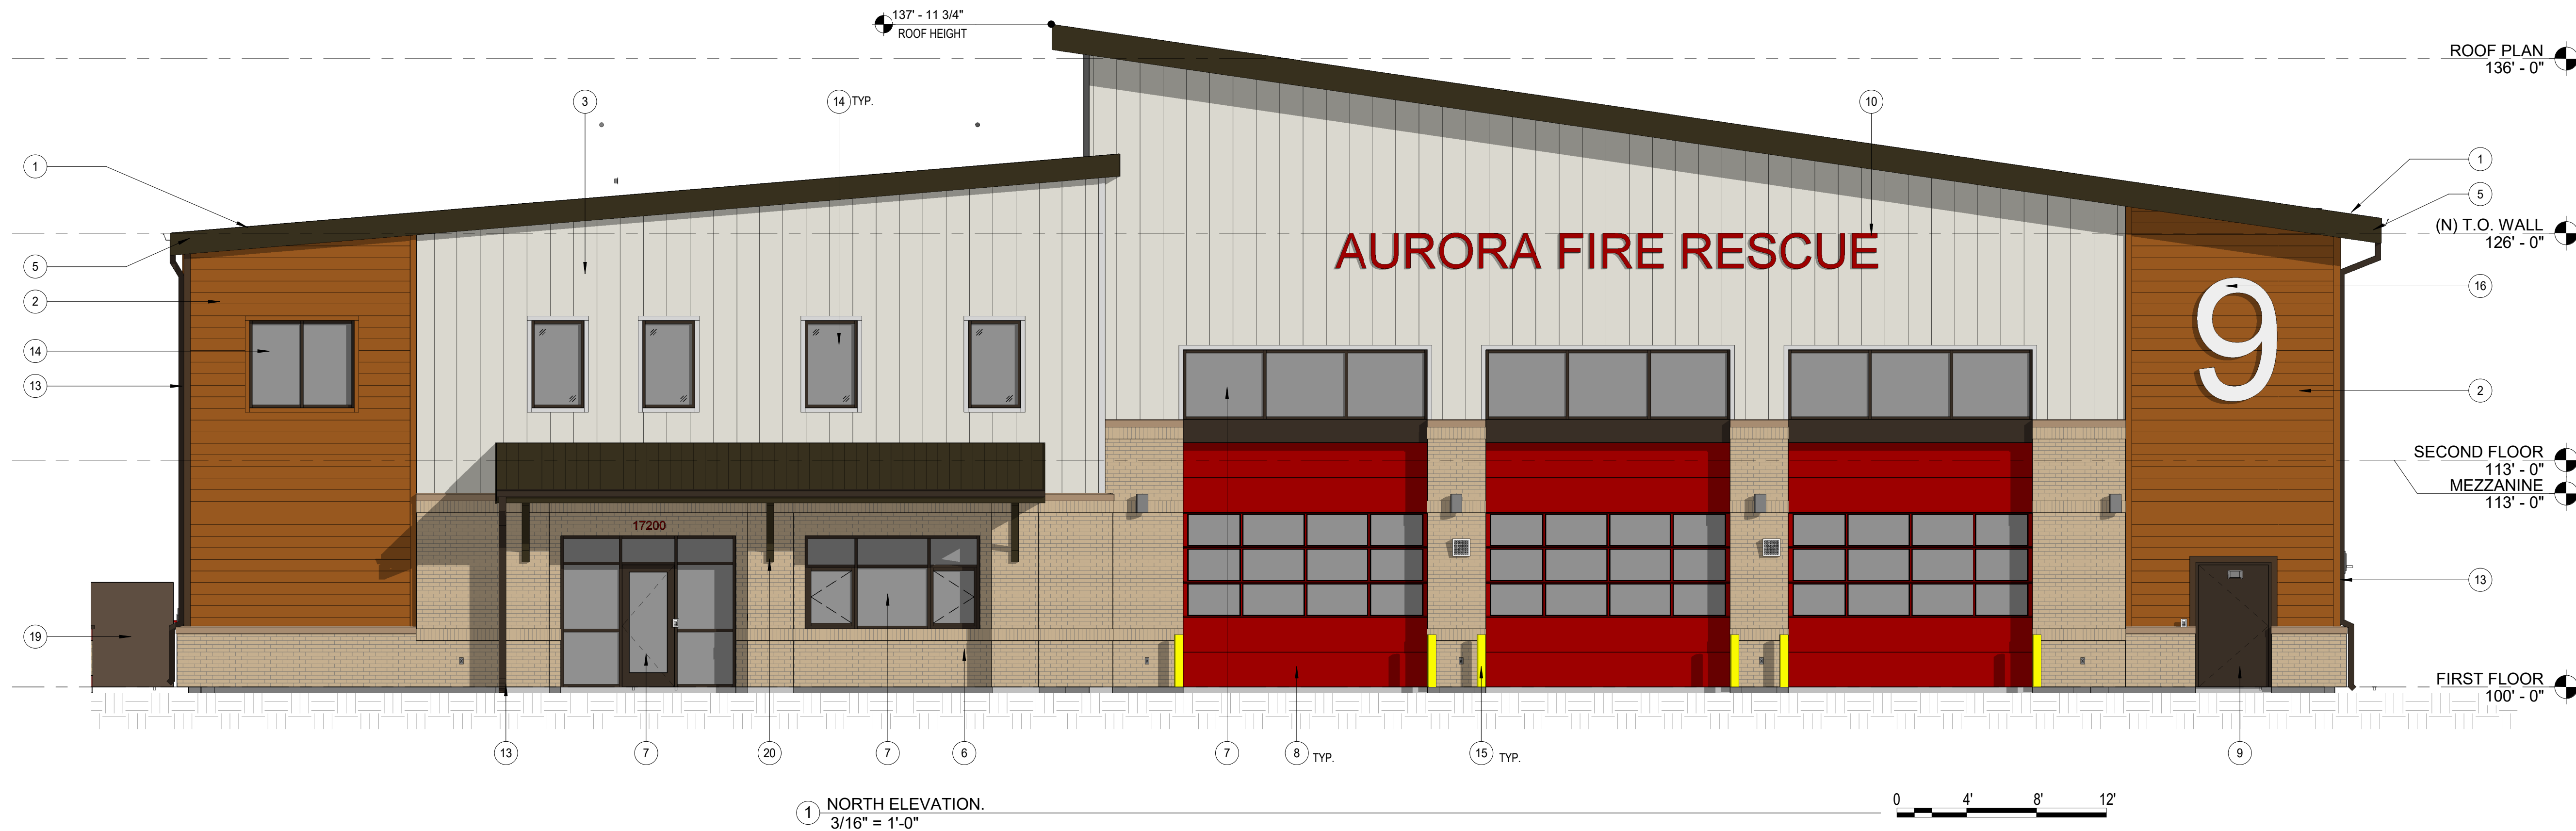 137' - 11 3/4"
ROOF HEIGHT
ROOF PLAN
136' - 0"
3
14 TYP.
10
1
1
5
(N) T.O. WALL
126' - 0"
AURORA FIRE RESCUE
5
2
16
9
14
13
2
SECOND FLOOR
113' - 0"
MEZZANINE
113' - 0"
17200
13
19
FIRST FLOOR
100' - 0"
13
7
20
7
6
7
8 TYP.
15 TYP.
9
1 NORTH ELEVATION.
3/16" = 1'-0"
0 4' 8' 12'